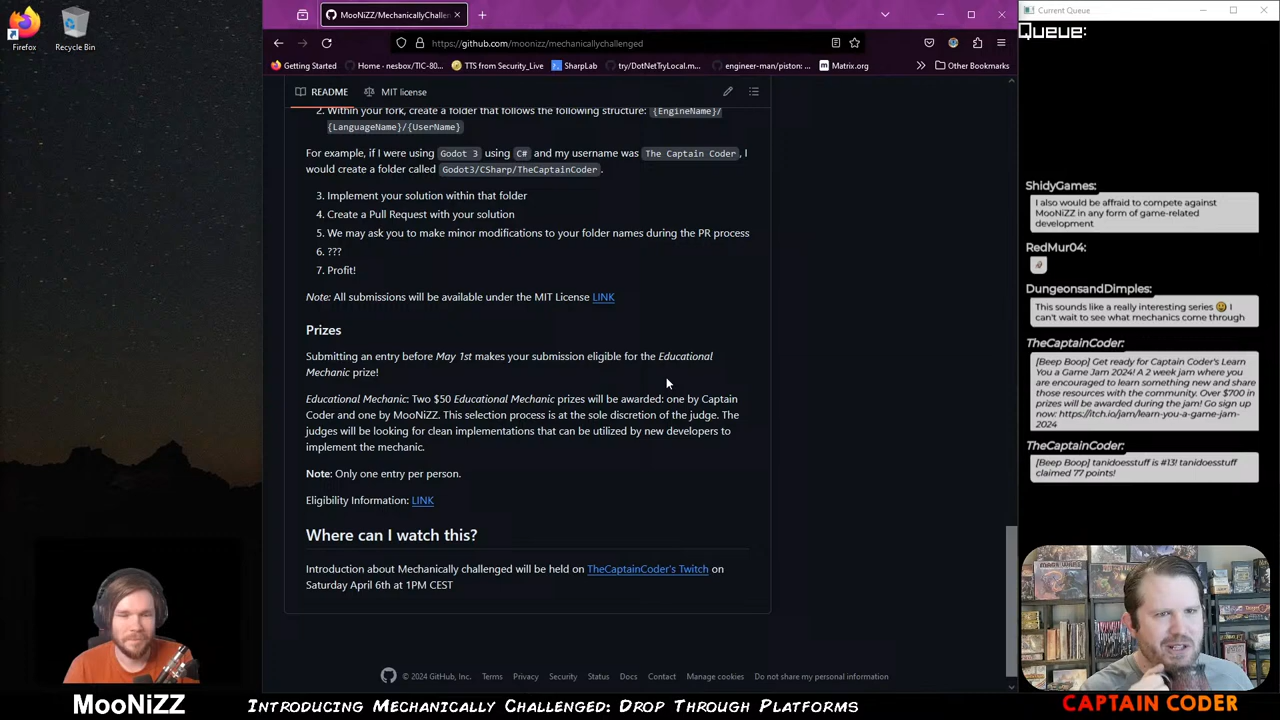 MooNiZZ/MechanicallyChallen
Current Queue
Firefox
Recycle Bin
https://github.com/moonizz/mechanicallychallenged
Getting Started
Home - nesbox/TIC-80...
TTS from Security_Live
SharpLab
try/DotNetTryLocal.m...
engineer-man/piston: ...
Matrix.org
Other Bookmarks
README
MIT license
2. Within your fork, create a folder that follows the following structure: {EngineName}/
{LanguageName}/{UserName}
For example, if I were using Godot 3 using C# and my username was The Captain Coder, I
would create a folder called Godot3/CSharp/TheCaptainCoder.
3. Implement your solution within that folder
4. Create a Pull Request with your solution
5. We may ask you to make minor modifications to your folder names during the PR process
6. ???
7. Profit!
Note: All submissions will be available under the MIT License LINK
Prizes
Submitting an entry before May 1st makes your submission eligible for the Educational
Mechanic prize!
Educational Mechanic: Two $50 Educational Mechanic prizes will be awarded: one by Captain
Coder and one by MooNiZZ. This selection process is at the sole discretion of the judge. The
judges will be looking for clean implementations that can be utilized by new developers to
implement the mechanic.
Note: Only one entry per person.
Eligibility Information: LINK
Where can I watch this?
Introduction about Mechanically challenged will be held on TheCaptainCoder's Twitch on
Saturday April 6th at 1PM CEST
© 2024 GitHub, Inc.
Terms
Privacy
Security
Status
Docs
Contact
Manage cookies
Do not share my personal information
Queue:
ShidyGames:
I also would be affraid to compete against
MooNiZZ in any form of game-related
development
RedMur04:
DungeonsandDimples:
This sounds like a really interesting series I
can't wait to see what mechanics come through
TheCaptainCoder:
[Beep Boop] Get ready for Captain Coder's Learn
You a Game Jam 2024! A 2 week jam where you
are encouraged to learn something new and share
those resources with the community. Over $700 in
prizes will be awarded during the jam! Go sign up
now: https://itch.io/jam/learn-you-a-game-jam-
2024
TheCaptainCoder:
[Beep Boop] tanidoesstuff is #13! tanidoesstuff
claimed 77 points!
MooNiZZ
Introducing Mechanically Challenged: Drop Through Platforms
Captain Coder